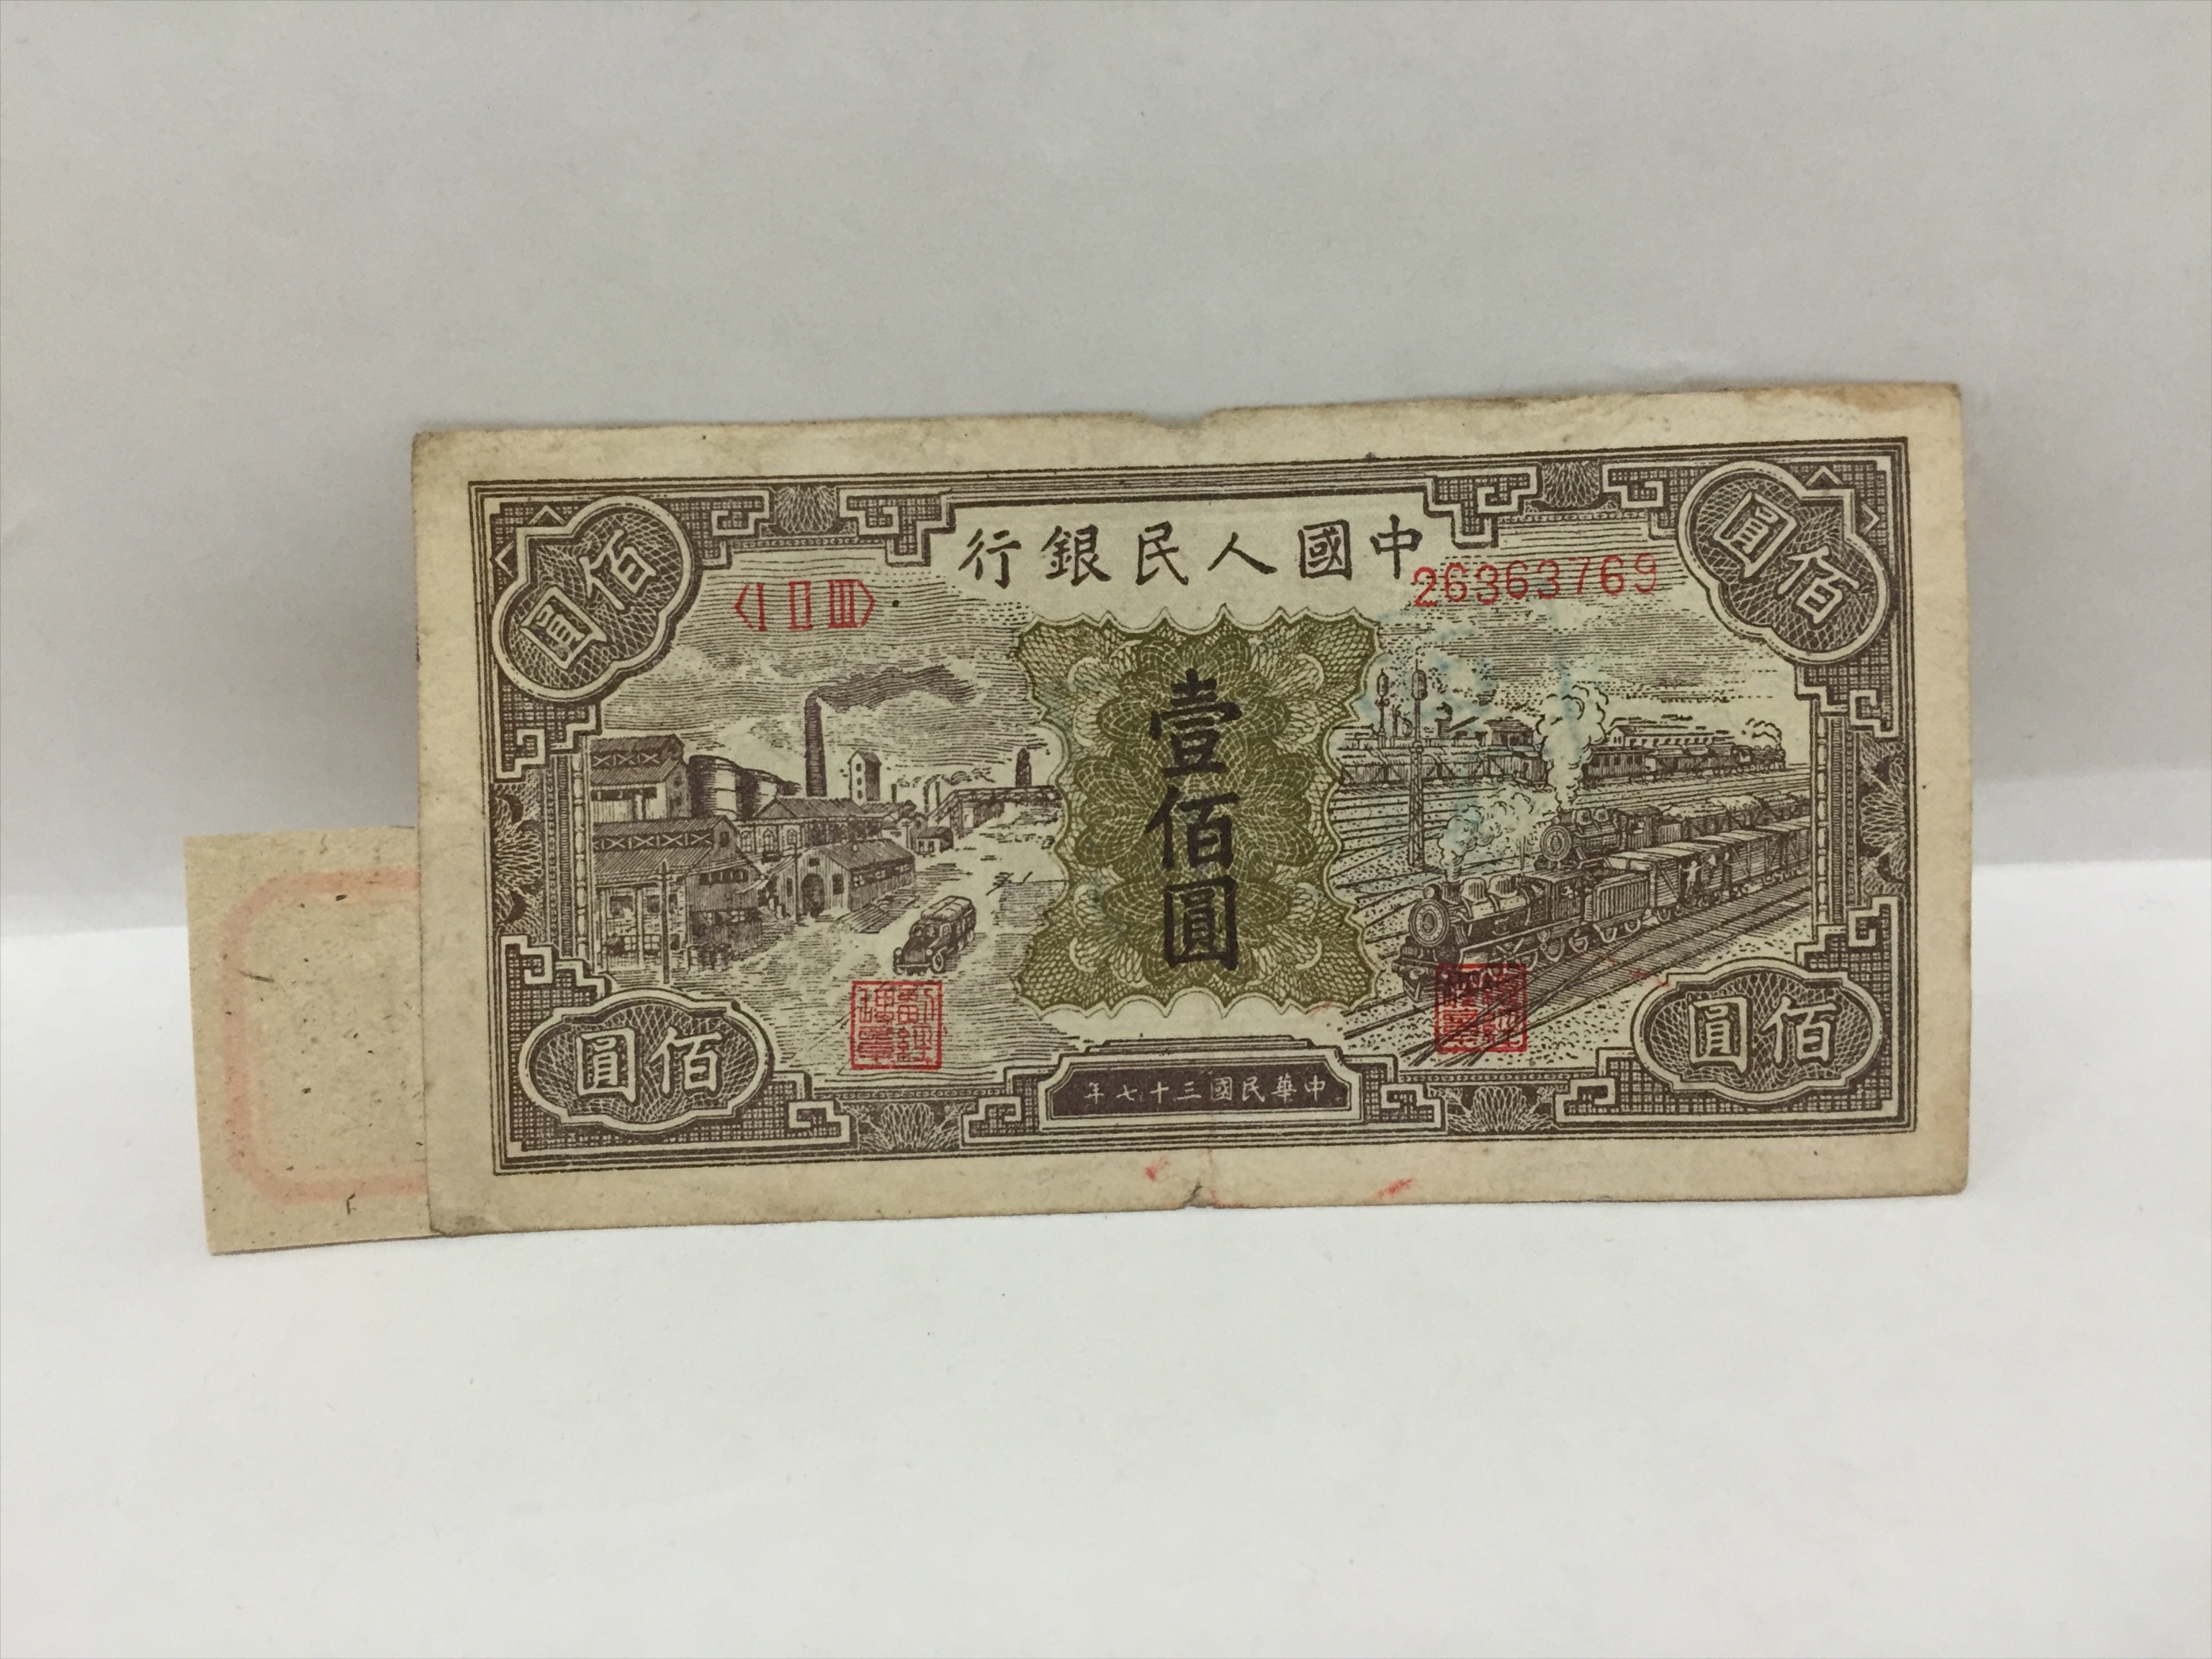 中國人民銀行
<I II III>
26363769
佰圓
佰圓
壹佰圓
佰圓
佰圓
中華民國三十七年